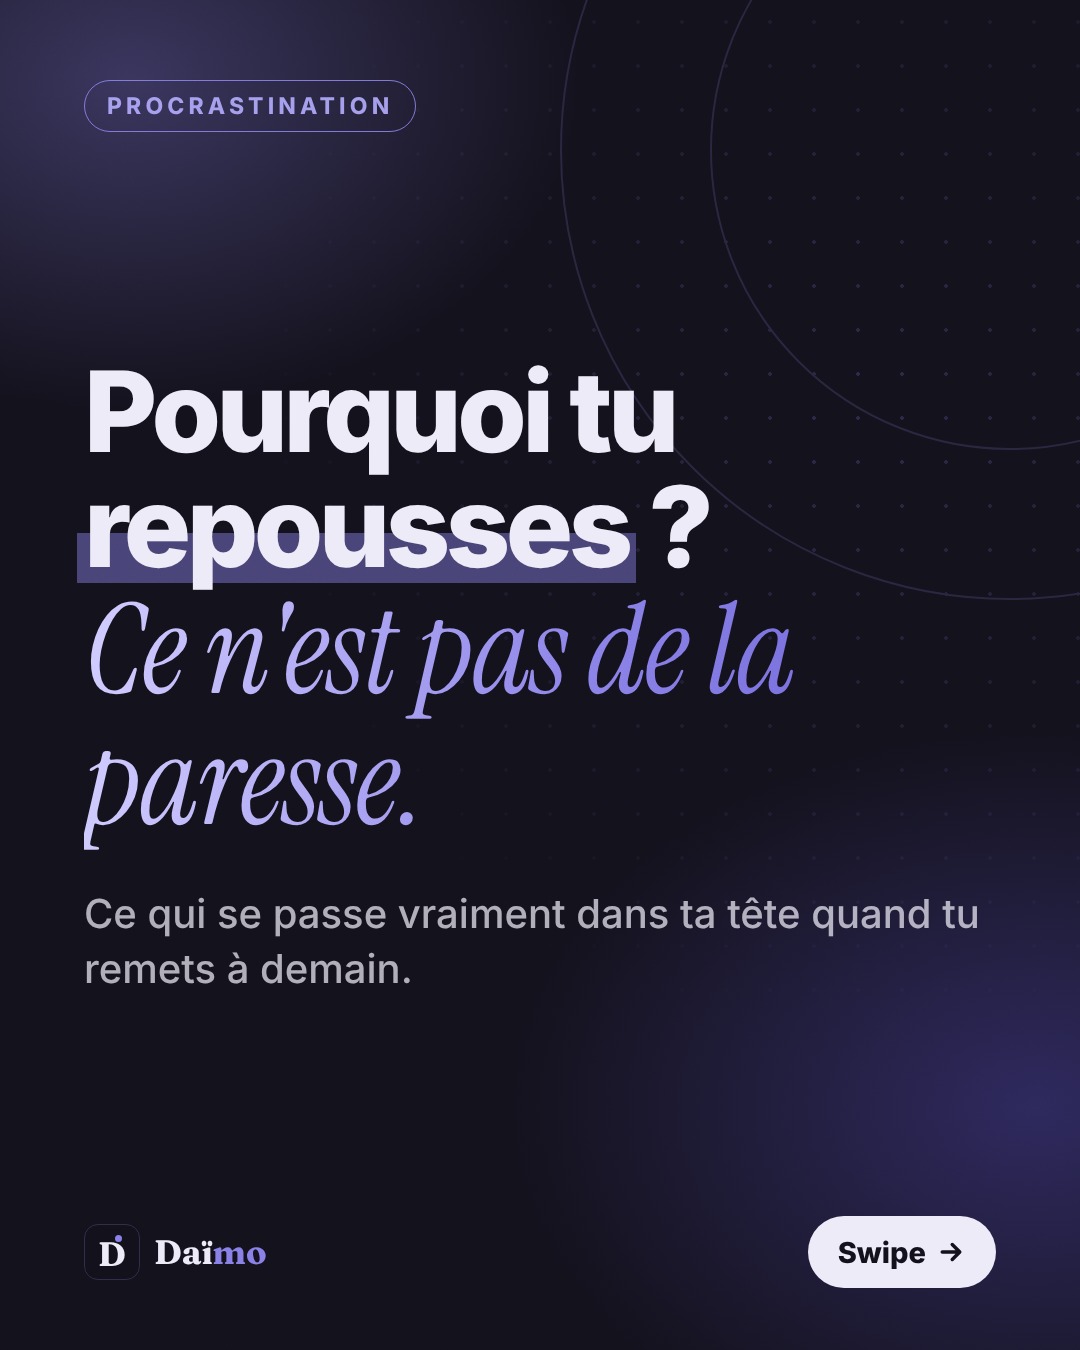 PROCRASTINATION
Pourquoi tu
repousses ?
Ce n'est pas de la
paresse.
Ce qui se passe vraiment dans ta tête quand tu
remets à demain.
D Daïmo
Swipe →